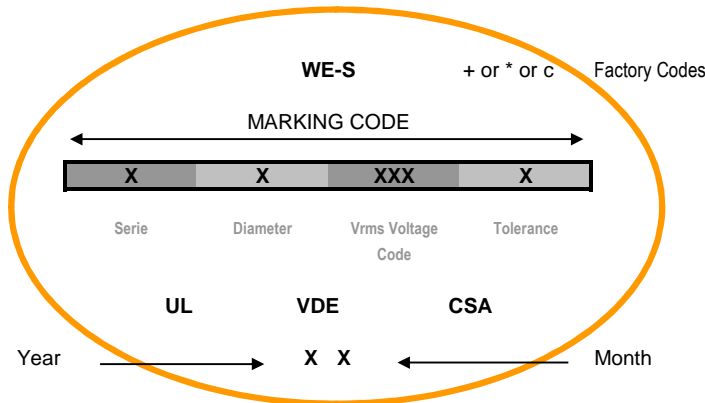 WE-S + or * or c Factory Codes
MARKING CODE
X X XXX X
Serie Diameter Vrms Voltage Tolerance
Code
UL VDE CSA
Year X X Month